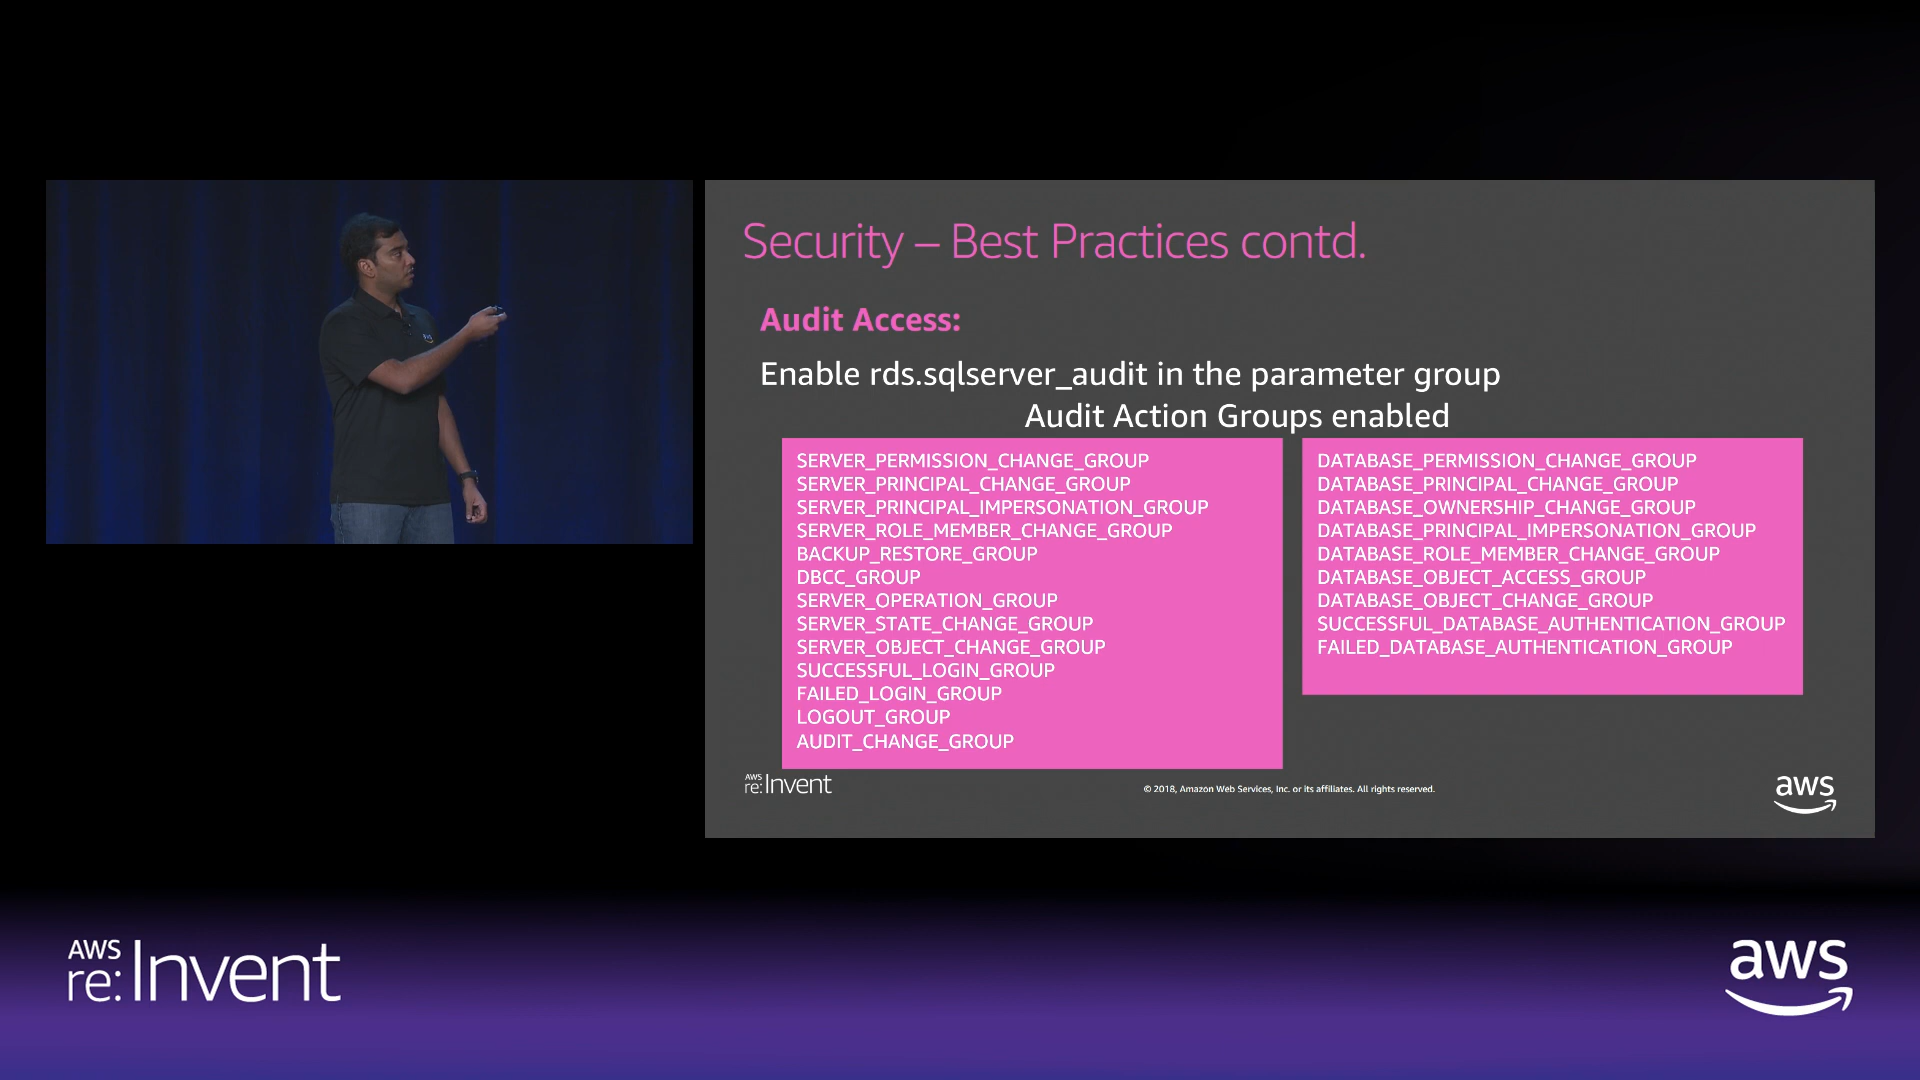 Security – Best Practices contd.
Audit Access:
Enable rds.sqlserver_audit in the parameter group
Audit Action Groups enabled
SERVER_PERMISSION_CHANGE_GROUP
SERVER_PRINCIPAL_CHANGE_GROUP
SERVER_PRINCIPAL_IMPERSONATION_GROUP
SERVER_ROLE_MEMBER_CHANGE_GROUP
BACKUP_RESTORE_GROUP
DBCC_GROUP
SERVER_OPERATION_GROUP
SERVER_STATE_CHANGE_GROUP
SERVER_OBJECT_CHANGE_GROUP
SUCCESSFUL_LOGIN_GROUP
FAILED_LOGIN_GROUP
LOGOUT_GROUP
AUDIT_CHANGE_GROUP
DATABASE_PERMISSION_CHANGE_GROUP
DATABASE_PRINCIPAL_CHANGE_GROUP
DATABASE_OWNERSHIP_CHANGE_GROUP
DATABASE_PRINCIPAL_IMPERSONATION_GROUP
DATABASE_ROLE_MEMBER_CHANGE_GROUP
DATABASE_OBJECT_ACCESS_GROUP
DATABASE_OBJECT_CHANGE_GROUP
SUCCESSFUL_DATABASE_AUTHENTICATION_GROUP
FAILED_DATABASE_AUTHENTICATION_GROUP
AWS
re:Invent
© 2018, Amazon Web Services, Inc. or its affiliates. All rights reserved.
aws
AWS
re:Invent
aws